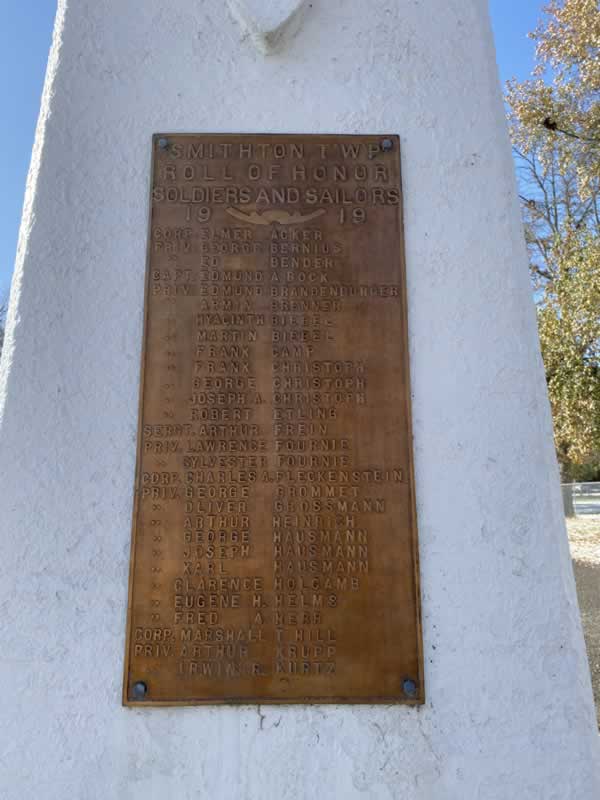 SMITHTON T'WP
ROLL OF HONOR
SOLDIERS AND SAILORS
19 19
CORP. ELMER ACKER
PRIV. GEORGE BERNIUS
" ED BENDER
CAPT. EDMUND A. BOCK
PRIV. EDMUND BRANDENBURGER
" ARMIN BRENNER
" HYACINTH BIEBEL
" MARTIN BIEBEL
" FRANK CAMP
" FRANK CHRISTOPH
" GEORGE CHRISTOPH
" JOSEPH A. CHRISTOPH
" ROBERT ETLING
SERGT. ARTHUR FREIN
PRIV. LAWRENCE FOURNIE
" SYLVESTER FOURNIE
CORP. CHARLES A. FLECKENSTEIN
PRIV. GEORGE GROMMET
" OLIVER GROSSMANN
" ARTHUR HEINRICH
" GEORGE HAUSMANN
" JOSEPH HAUSMANN
" KARL HAUSMANN
" CLARENCE HOLCAMB
" EUGENE H. HELMS
" FRED A. HERR
CORP. MARSHALL T. HILL
PRIV. ARTHUR KRUPP
" IRWIN G. KURTZ